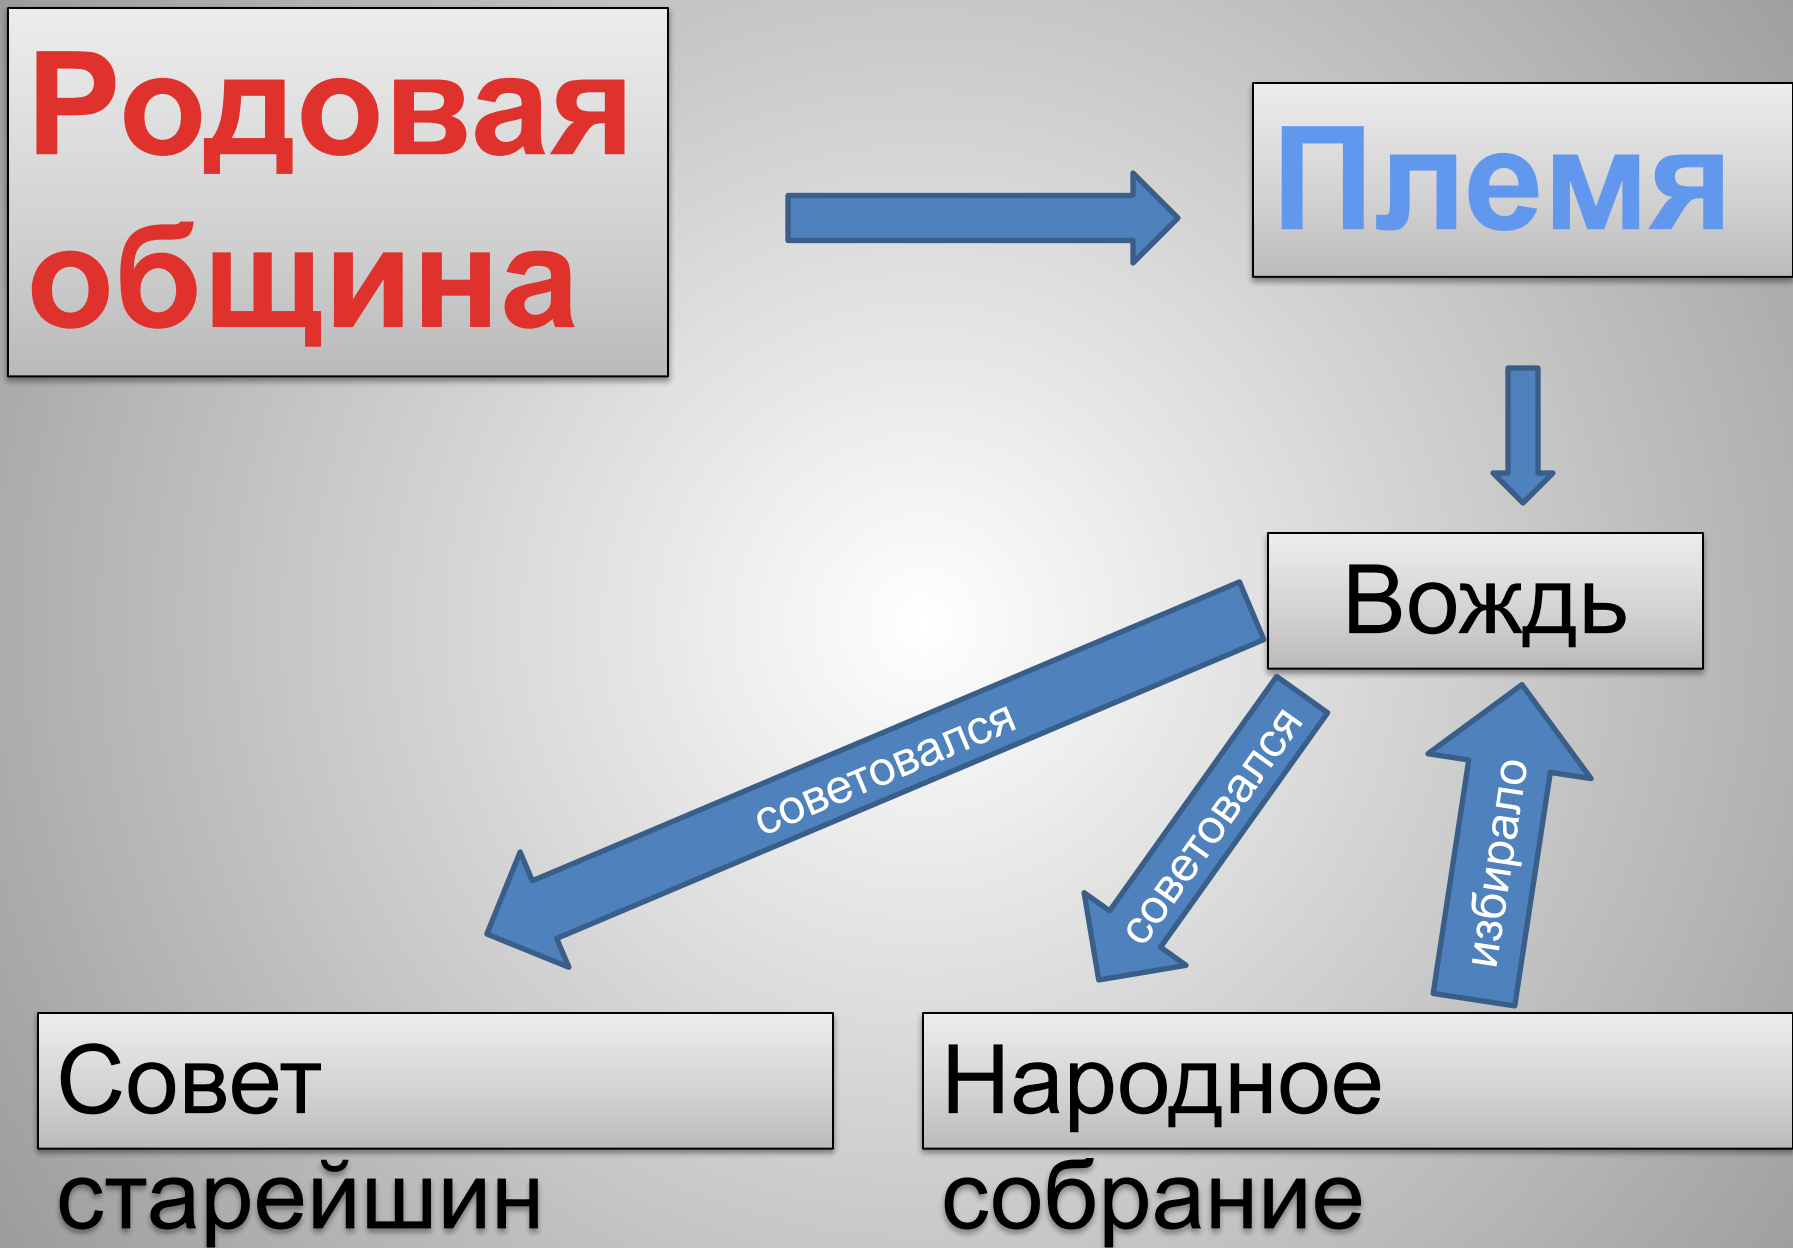 Родовая
община
Племя
Вождь
советовался
советовался
избирало
Совет
старейшин
Народное
собрание